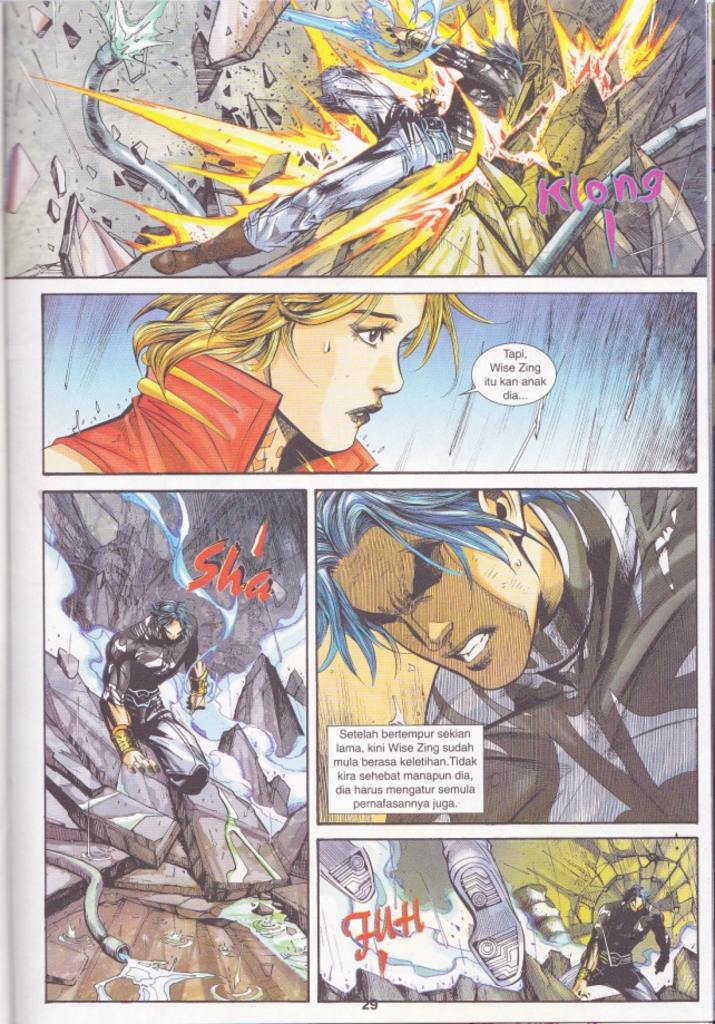 Klong!
Tapi,
Wise Zing
itu kan anak
dia...
Sha!
Setelah bertempur sekian
lama, kini Wise Zing sudah
mula berasa keletihan.Tidak
kira sehebat manapun dia,
dia harus mengatur semula
pernafasannya juga.
FUH!
29